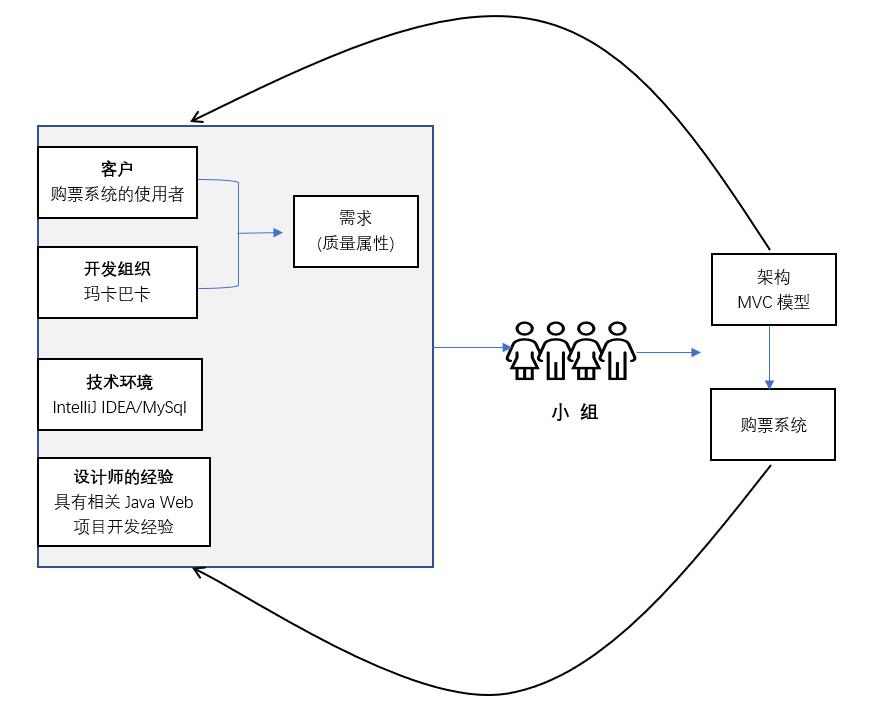 客户
购票系统的使用者
开发组织
玛卡巴卡
需求
(质量属性)
技术环境
IntelliJ IDEA/MySql
设计师的经验
具有相关 Java Web
项目开发经验
小 组
架构
MVC 模型
购票系统